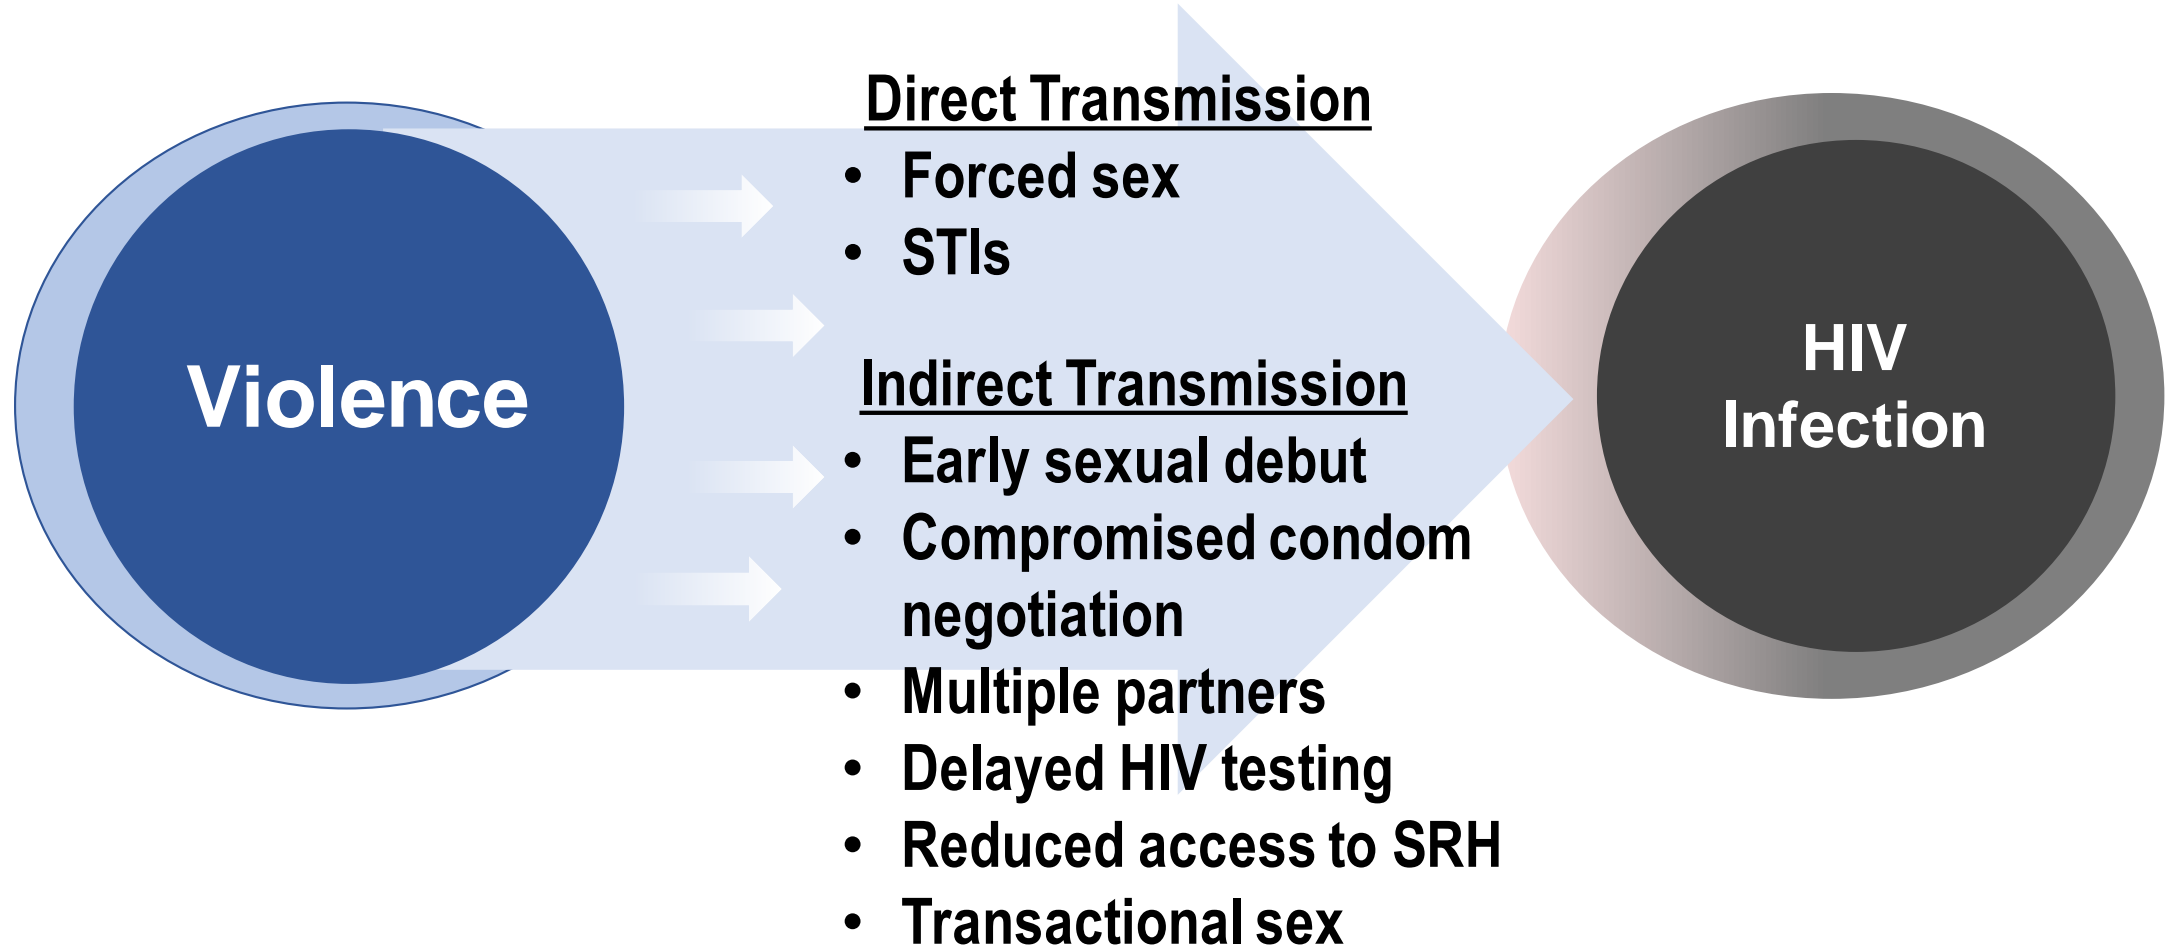 Violence
Direct Transmission
• Forced sex
• STIs
Indirect Transmission
• Early sexual debut
• Compromised condom
negotiation
• Multiple partners
• Delayed HIV testing
• Reduced access to SRH
• Transactional sex
HIV
Infection